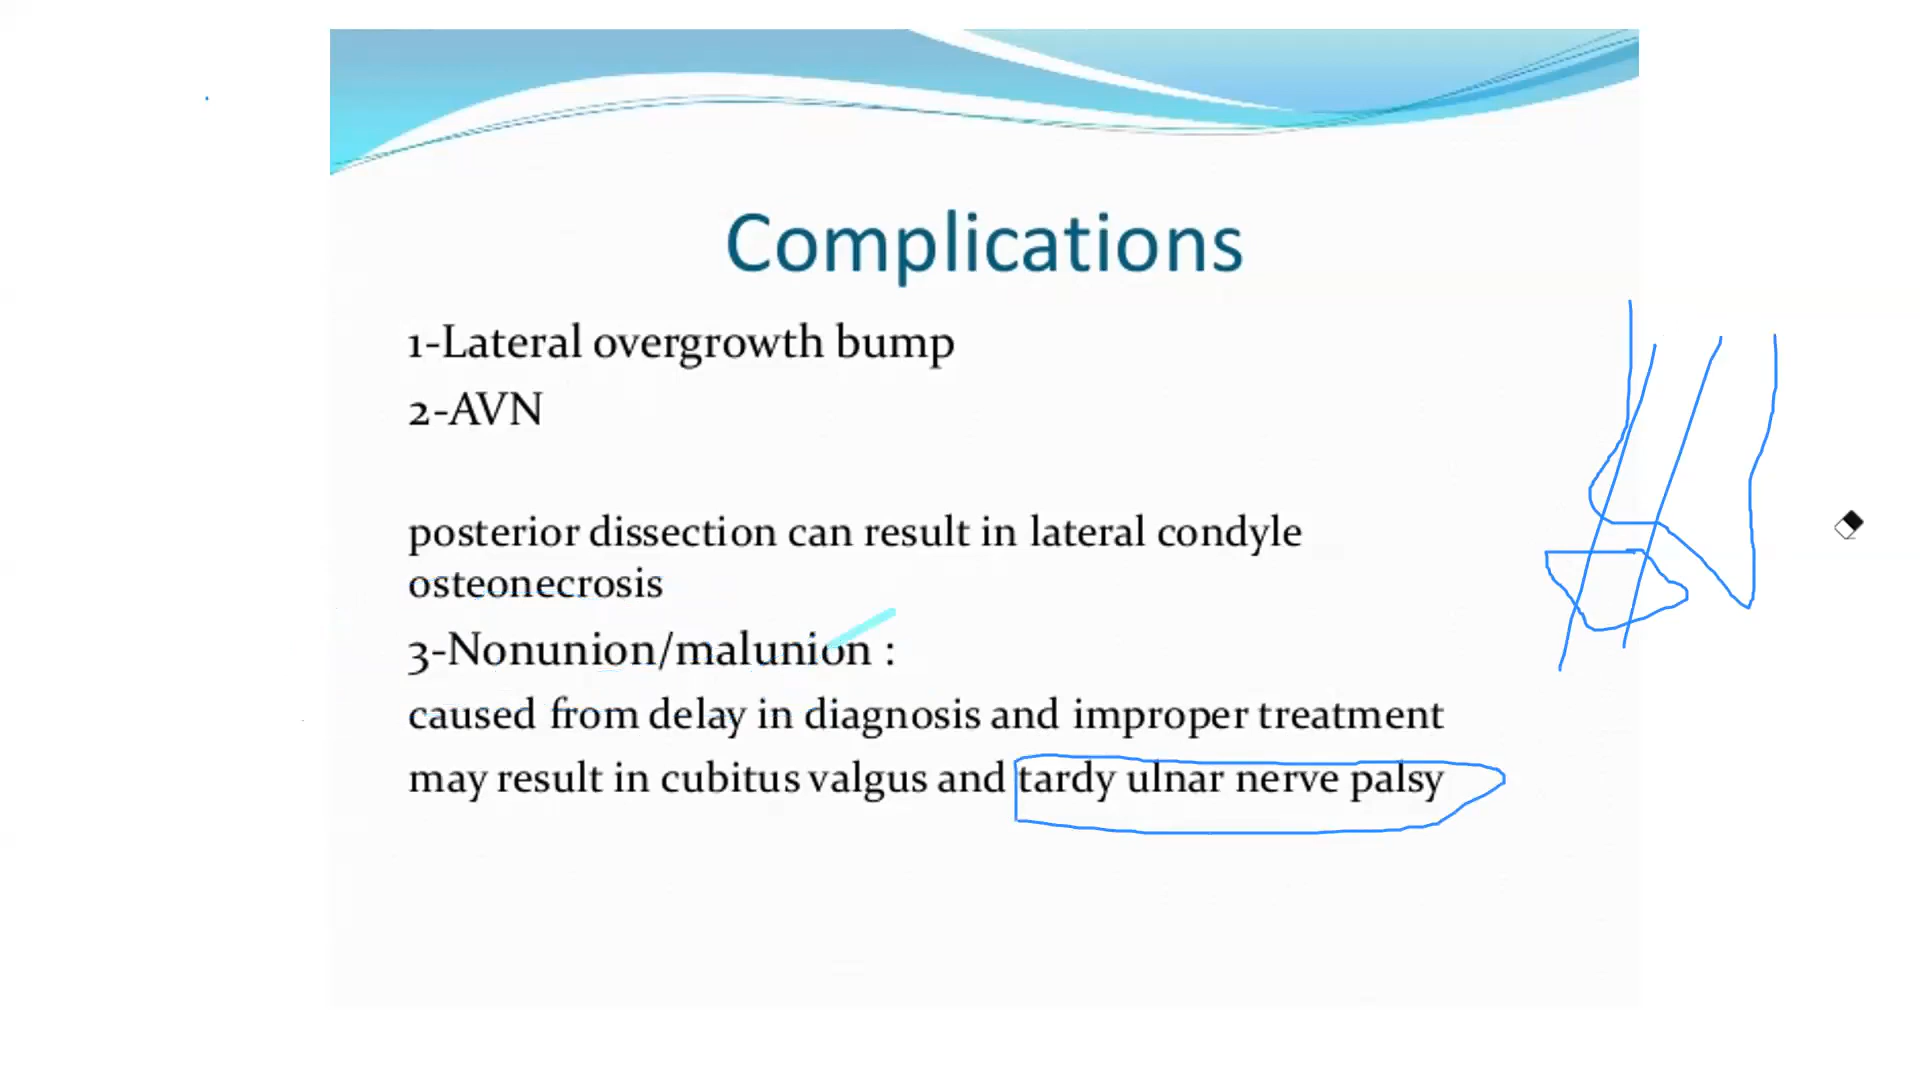 Complications
1-Lateral overgrowth bump
2-AVN
posterior dissection can result in lateral condyle
osteonecrosis
3-Nonunion/malunion :
caused from delay in diagnosis and improper treatment
may result in cubitus valgus and tardy ulnar nerve palsy